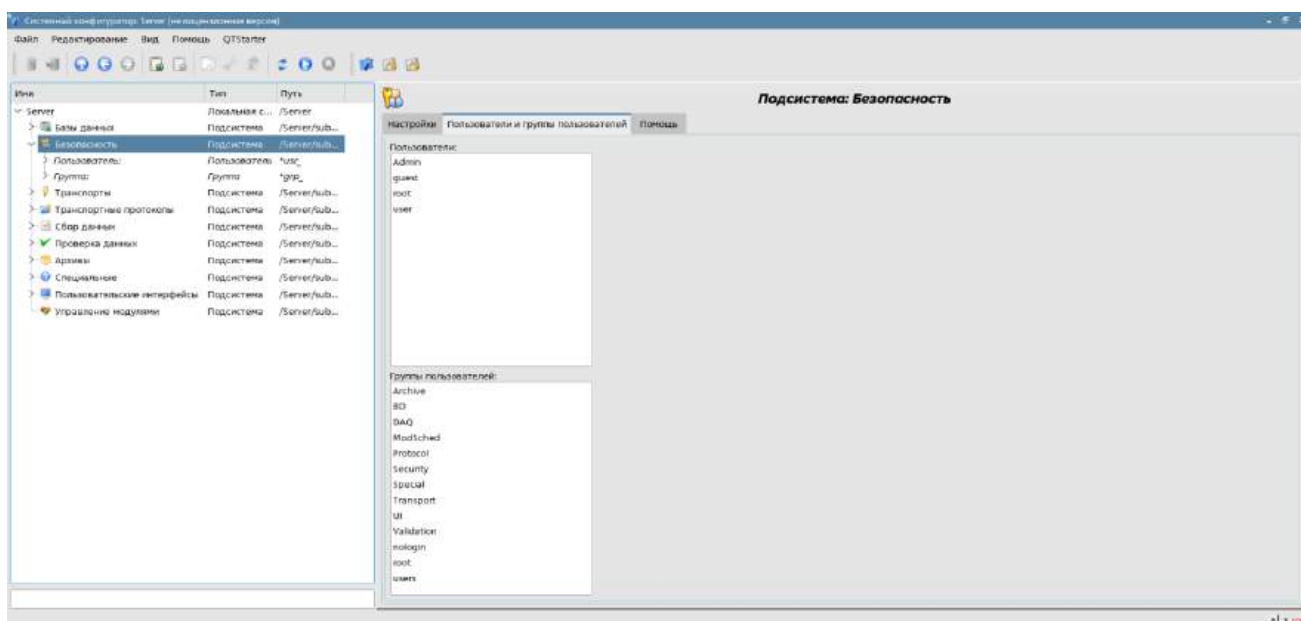 Системный конфигуратор: Server (не лицензионная версия)
Файл Редактирование Вид Помощь QTStarter
Имя Тип Путь
Server Локальная с... /Server
Базы данных Подсистема /Server/sub...
Безопасность Подсистема /Server/sub...
Пользователь: Пользователь *usr_
Группа: Группа *grp_
Транспорты Подсистема /Server/sub...
Транспортные протоколы Подсистема /Server/sub...
Сбор данных Подсистема /Server/sub...
Проверка данных Подсистема /Server/sub...
Архивы Подсистема /Server/sub...
Специальные Подсистема /Server/sub...
Пользовательские интерфейсы Подсистема /Server/sub...
Управление модулями Подсистема /Server/sub...
Подсистема: Безопасность
Настройки Пользователи и группы пользователей Помощь
Пользователи:
Admin
guest
root
user
Группы пользователей:
Archive
BD
DAQ
ModSched
Protocol
Security
Special
Transport
UI
Validation
nologin
root
users